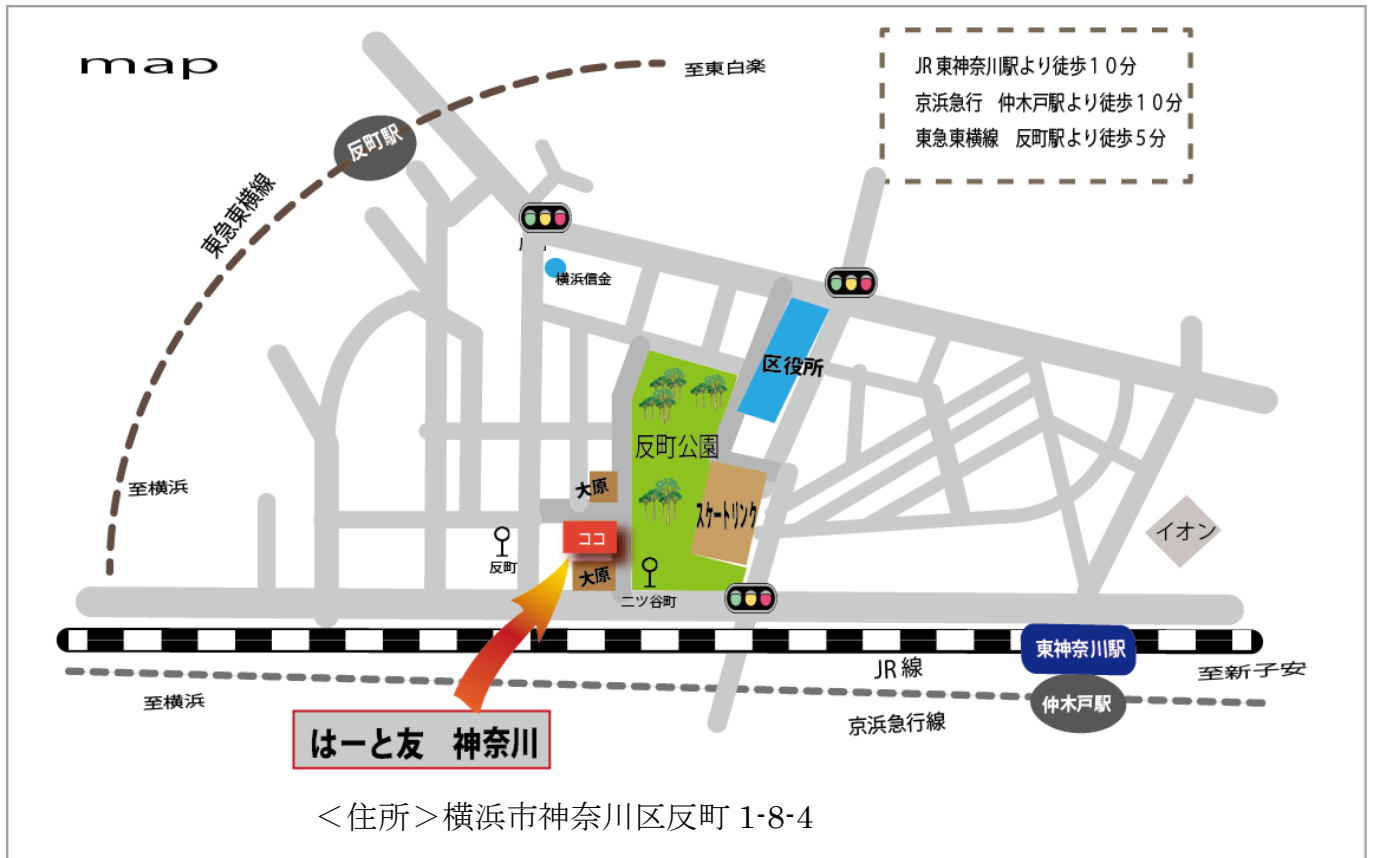 map
至東白楽
JR東神奈川駅より徒歩１０分
京浜急行　仲木戸駅より徒歩１０分
東急東横線　反町駅より徒歩５分
反町駅
東急東横線
横浜信金
区役所
反町公園
至横浜
大原
スケートリンク
ココ
イオン
反町
大原
二ツ谷町
東神奈川駅
JR線
至新子安
至横浜
仲木戸駅
京浜急行線
はーと友　神奈川
＜住所＞横浜市神奈川区反町 1-8-4